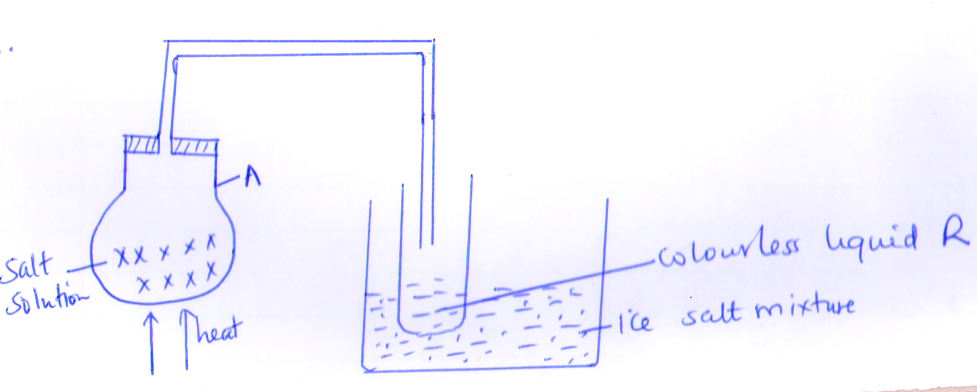 A
Salt
solution
heat
colourless liquid R
ice salt mixture